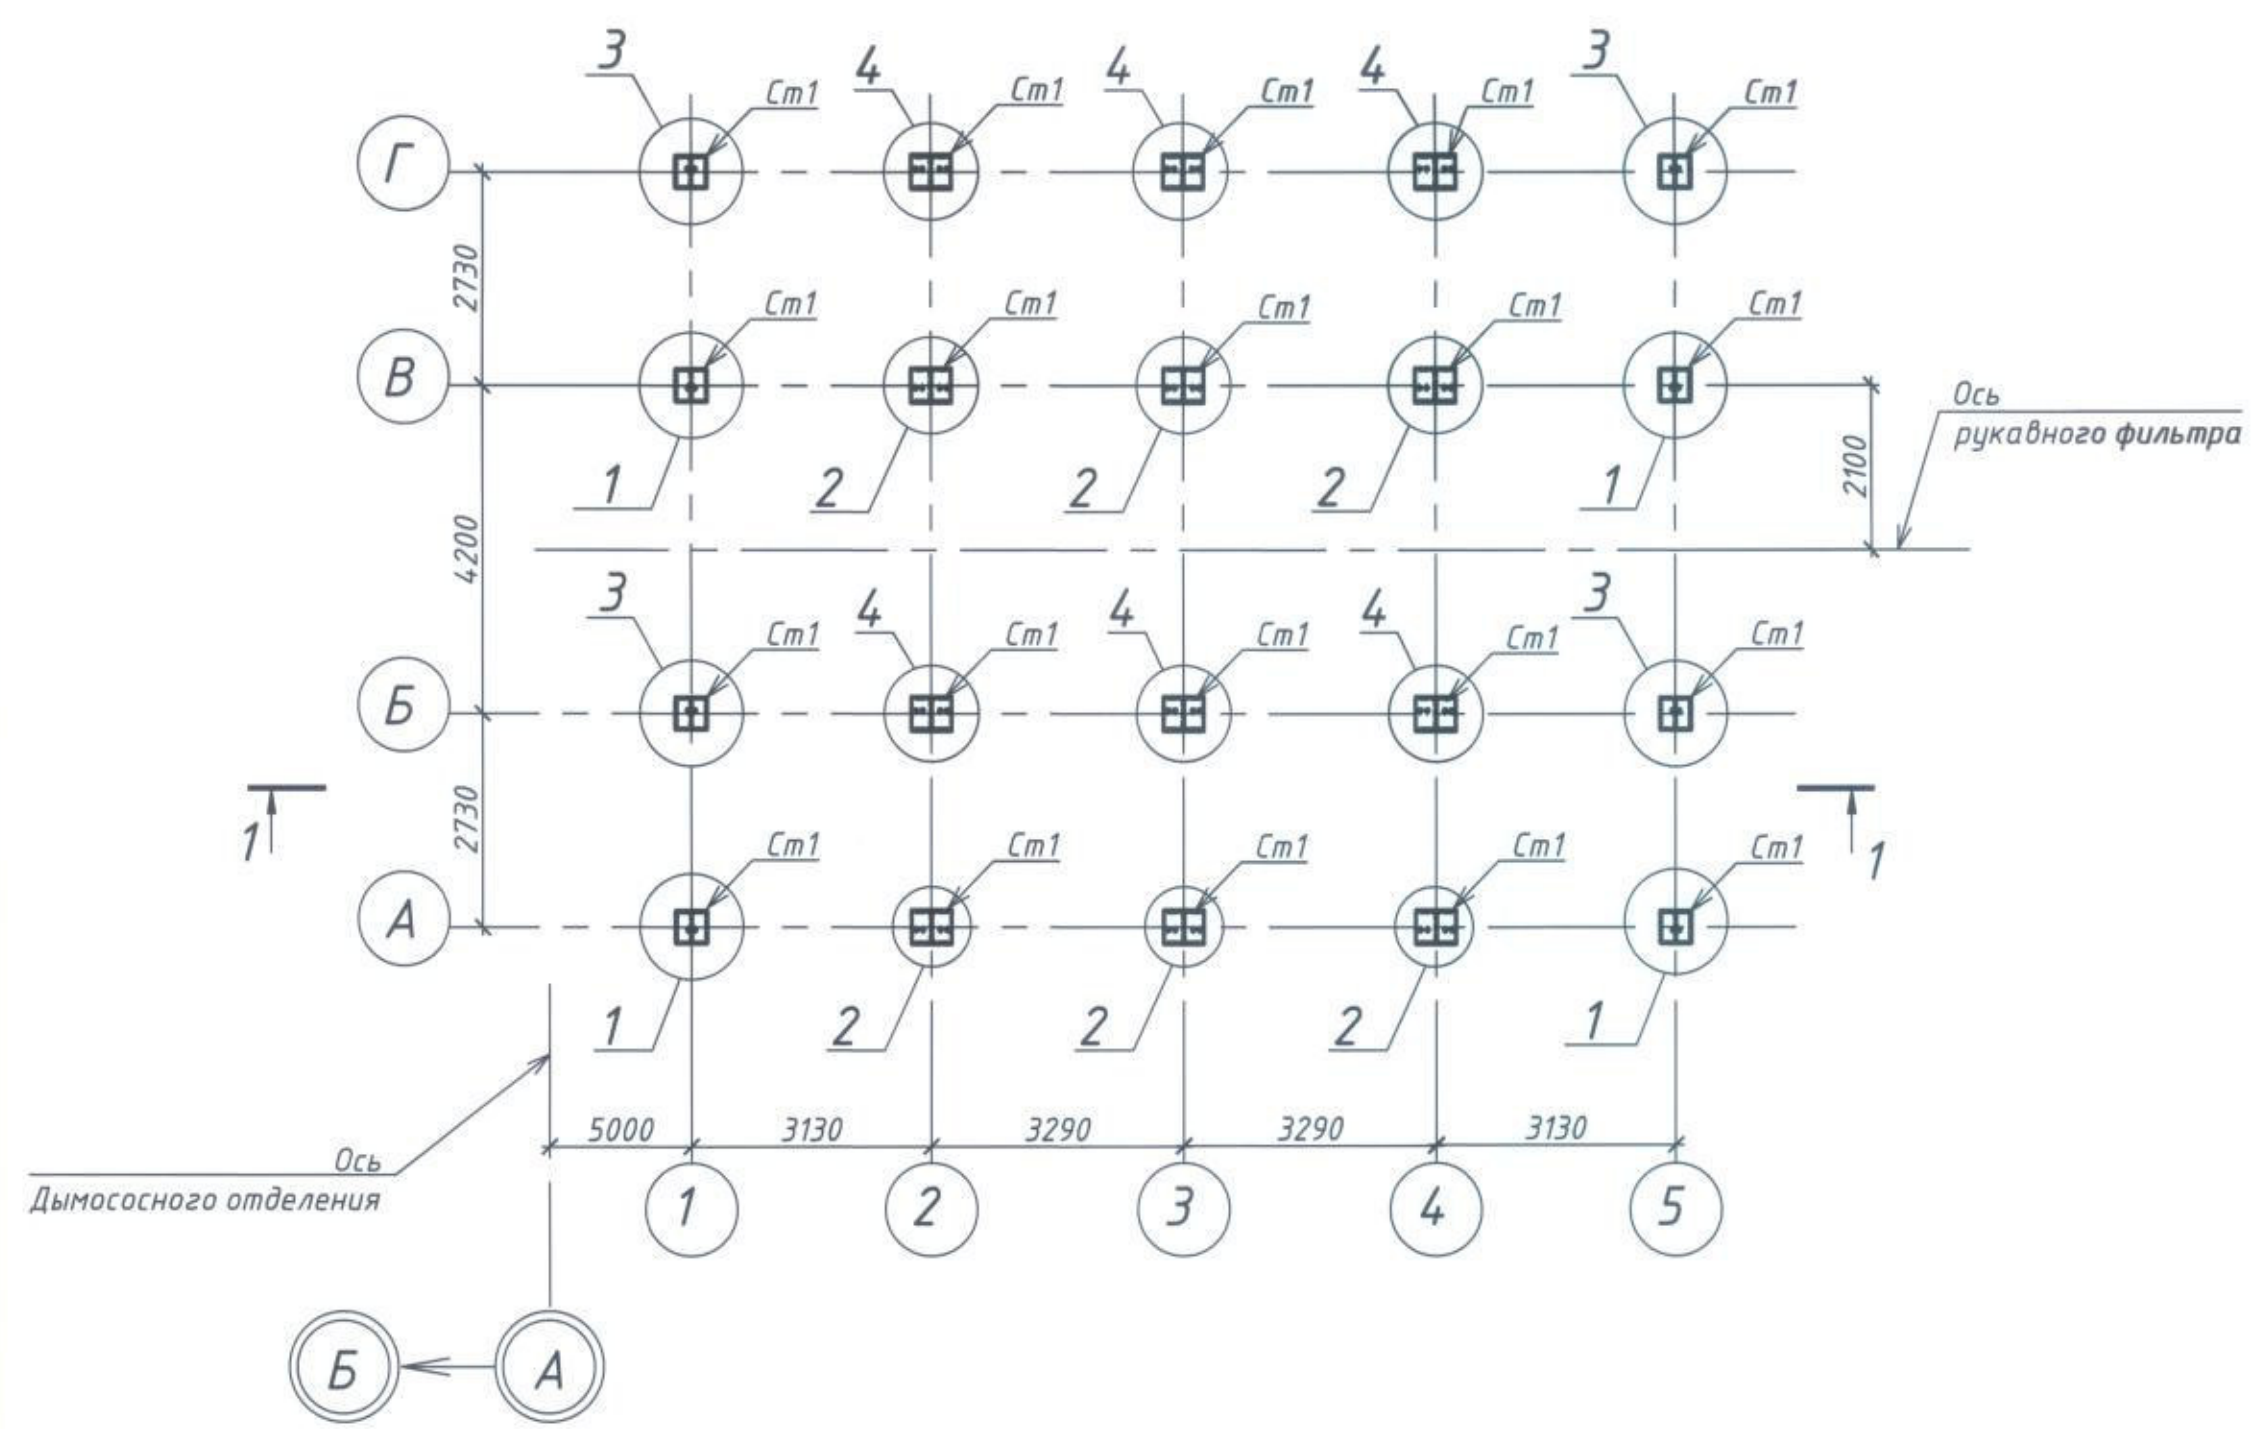 3 4 4 4 3
Ст1 Ст1 Ст1 Ст1 Ст1
Г
2730
Ст1 Ст1 Ст1 Ст1 Ст1
В
Ось
рукавного фильтра
2100
1 2 2 2 1
4200
3 4 4 4 3
Ст1 Ст1 Ст1 Ст1 Ст1
Б
2730
1 1
Ст1 Ст1 Ст1 Ст1 Ст1
А
1 2 2 2 1
5000 3130 3290 3290 3130
Ось
Дымососного отделения
1 2 3 4 5
Б А